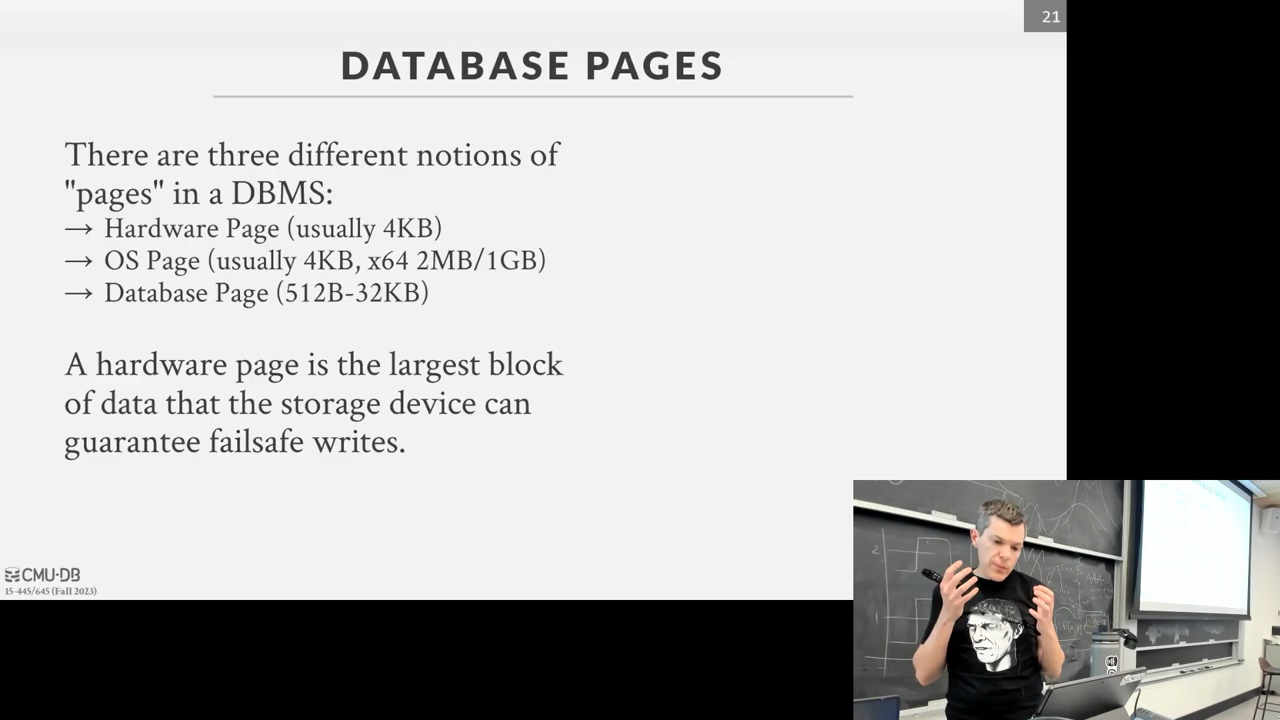 21
DATABASE PAGES
There are three different notions of
"pages" in a DBMS:
→ Hardware Page (usually 4KB)
→ OS Page (usually 4KB, x64 2MB/1GB)
→ Database Page (512B-32KB)
A hardware page is the largest block
of data that the storage device can
guarantee failsafe writes.
CMU·DB
15-445/645 (Fall 2023)
2
1